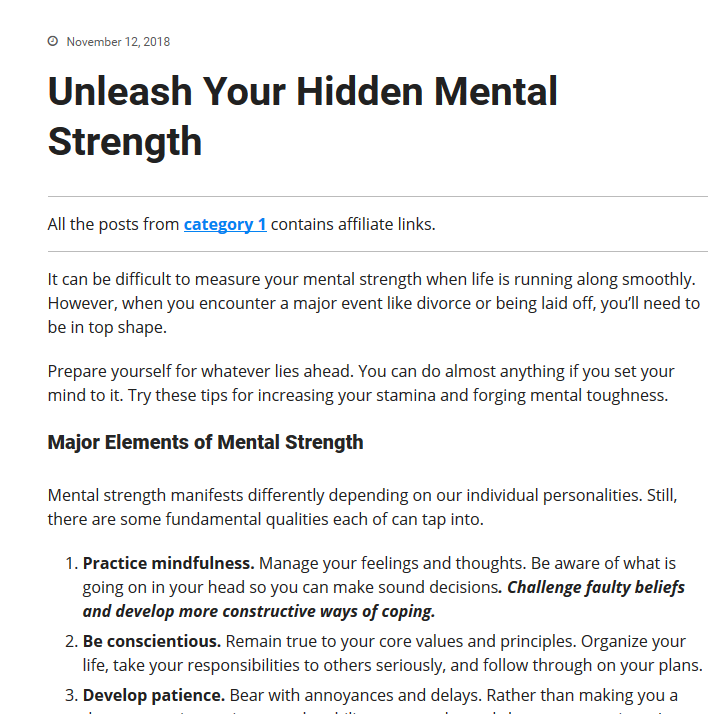 November 12, 2018
Unleash Your Hidden Mental
Strength
All the posts from category 1 contains affiliate links.
It can be difficult to measure your mental strength when life is running along smoothly.
However, when you encounter a major event like divorce or being laid off, you’ll need to
be in top shape.
Prepare yourself for whatever lies ahead. You can do almost anything if you set your
mind to it. Try these tips for increasing your stamina and forging mental toughness.
Major Elements of Mental Strength
Mental strength manifests differently depending on our individual personalities. Still,
there are some fundamental qualities each of can tap into.
1. Practice mindfulness. Manage your feelings and thoughts. Be aware of what is
going on in your head so you can make sound decisions. Challenge faulty beliefs
and develop more constructive ways of coping.
2. Be conscientious. Remain true to your core values and principles. Organize your
life, take your responsibilities to others seriously, and follow through on your plans.
3. Develop patience. Bear with annoyances and delays. Rather than making you a